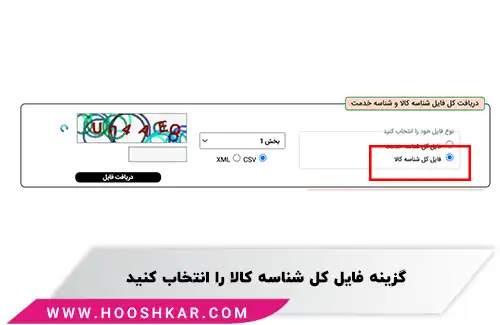 دریافت کل فایل شناسه کالا و شناسه خدمت
نوع فایل خود را انتخاب کنید
فایل کل شناسه خدمت
فایل کل شناسه کالا
بخش 1
CSV XML
دریافت فایل
گزینه فایل کل شناسه کالا را انتخاب کنید
WWW.HOOSHKAR.COM